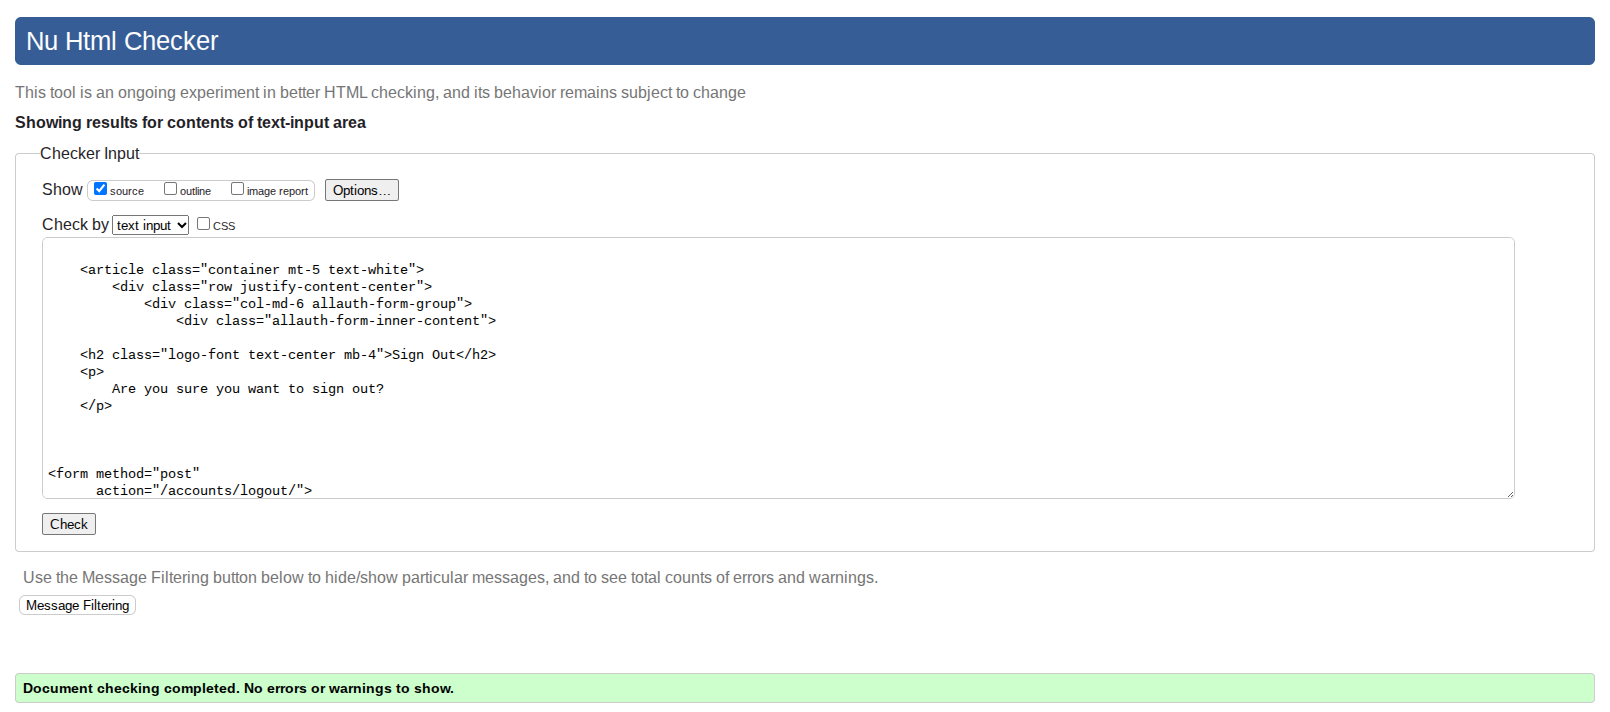 Nu Html Checker
This tool is an ongoing experiment in better HTML checking, and its behavior remains subject to change
Showing results for contents of text-input area
Checker Input
Show source outline image report Options...
Check by text input CSS
<article class="container mt-5 text-white">
<div class="row justify-content-center">
<div class="col-md-6 allauth-form-group">
<div class="allauth-form-inner-content">
<h2 class="logo-font text-center mb-4">Sign Out</h2>
<p>
Are you sure you want to sign out?
</p>
<form method="post"
action="/accounts/logout/">
Check
Use the Message Filtering button below to hide/show particular messages, and to see total counts of errors and warnings.
Message Filtering
Document checking completed. No errors or warnings to show.